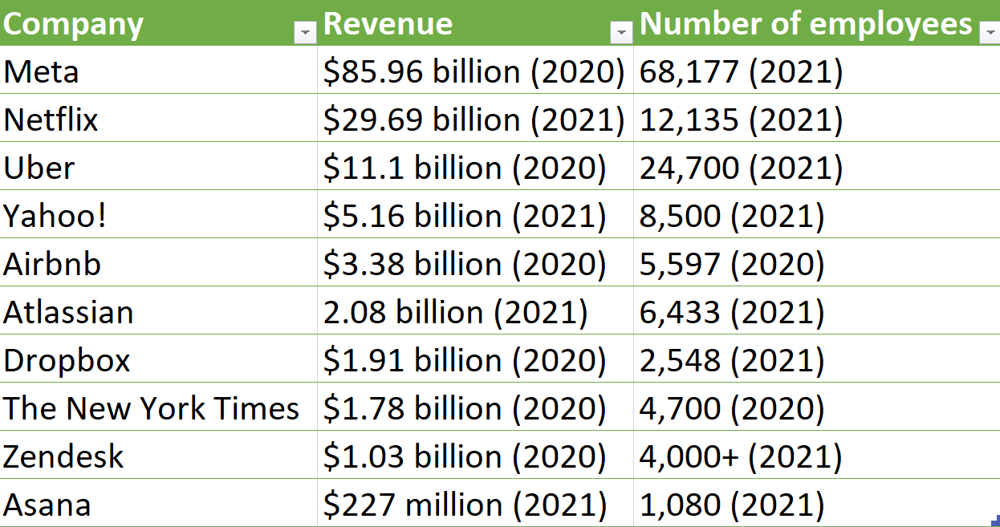 Company Revenue Number of employees
Meta $85.96 billion (2020) 68,177 (2021)
Netflix $29.69 billion (2021) 12,135 (2021)
Uber $11.1 billion (2020) 24,700 (2021)
Yahoo! $5.16 billion (2021) 8,500 (2021)
Airbnb $3.38 billion (2020) 5,597 (2020)
Atlassian 2.08 billion (2021) 6,433 (2021)
Dropbox $1.91 billion (2020) 2,548 (2021)
The New York Times $1.78 billion (2020) 4,700 (2020)
Zendesk $1.03 billion (2020) 4,000+ (2021)
Asana $227 million (2021) 1,080 (2021)